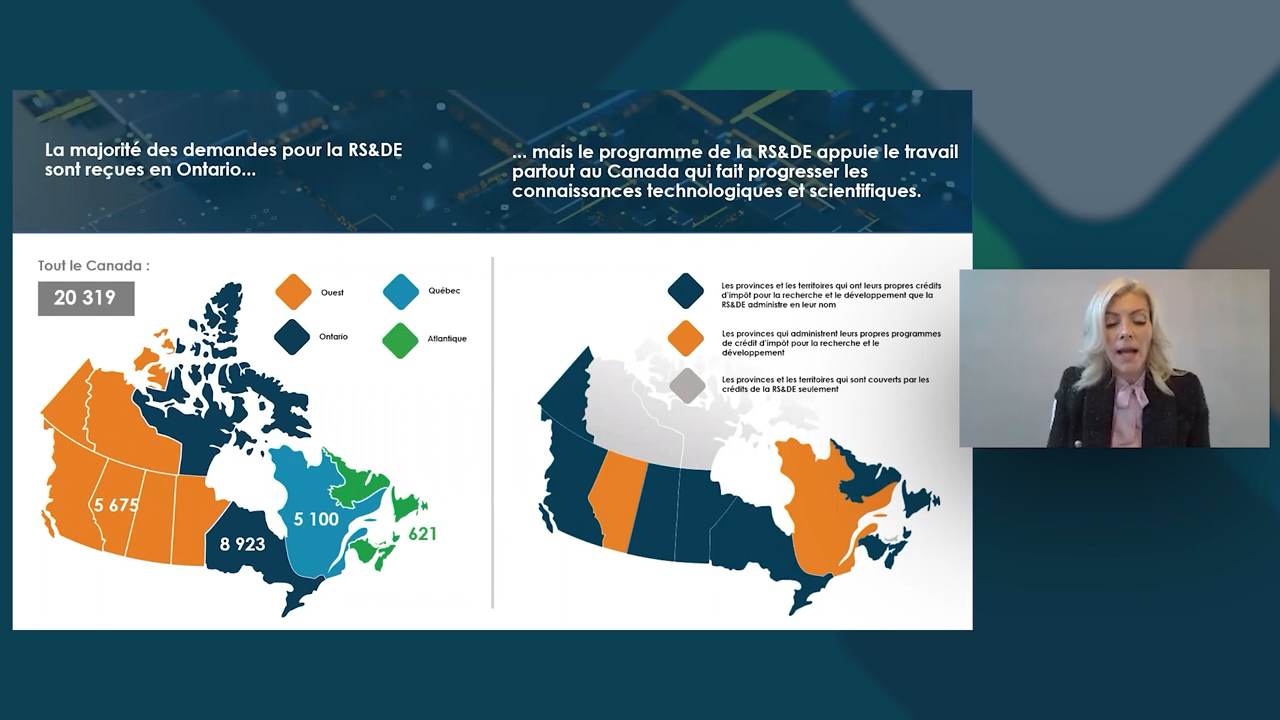 La majorité des demandes pour la RS&DE
sont reçues en Ontario...
... mais le programme de la RS&DE appuie le travail
partout au Canada qui fait progresser les
connaissances technologiques et scientifiques.
Tout le Canada :
20 319
Ouest
Québec
Ontario
Atlantique
5 675
5 100
8 923
621
Les provinces et les territoires qui ont leurs propres crédits
d'impôt pour la recherche et le développement que la
RS&DE administre en leur nom
Les provinces qui administrent leurs propres programmes
de crédit d'impôt pour la recherche et le
développement
Les provinces et les territoires qui sont couverts par les
crédits de la RS&DE seulement